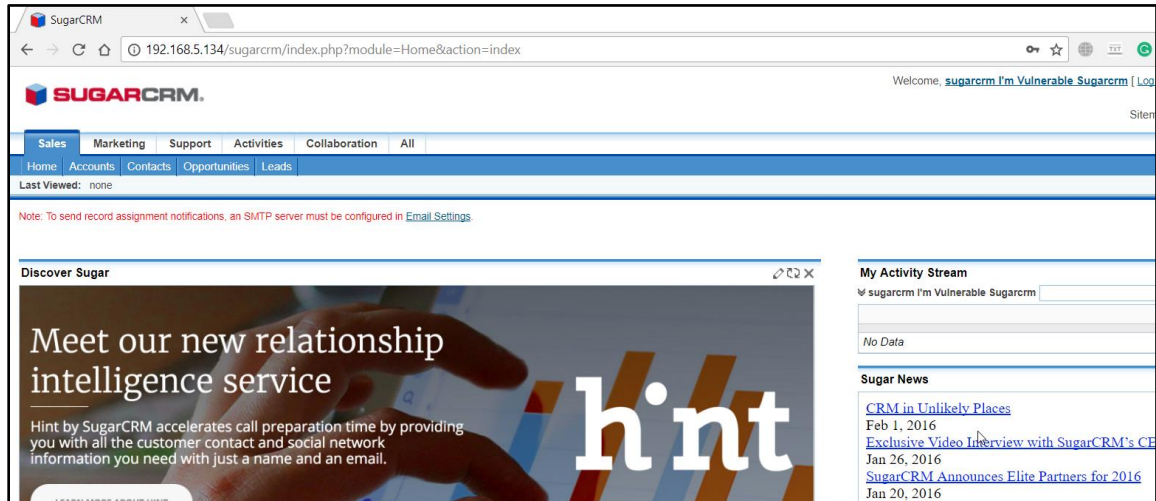 SugarCRM
192.168.5.134/sugarcrm/index.php?module=Home&action=index
TXT
G
SUGARCRM.
Welcome, sugarcrm I'm Vulnerable Sugarcrm [ Log
Sitem
Sales Marketing Support Activities Collaboration All
Home Accounts Contacts Opportunities Leads
Last Viewed: none
Note: To send record assignment notifications, an SMTP server must be configured in Email Settings.
Discover Sugar
Meet our new relationship
intelligence service
Hint by SugarCRM accelerates call preparation time by providing
you with all the customer contact and social network
information you need with just a name and an email.
LEARN MORE ABOUT HINT
hint
My Activity Stream
sugarcrm I'm Vulnerable Sugarcrm
No Data
Sugar News
CRM in Unlikely Places
Feb 1, 2016
Exclusive Video Interview with SugarCRM's CE
Jan 26, 2016
SugarCRM Announces Elite Partners for 2016
Jan 20, 2016